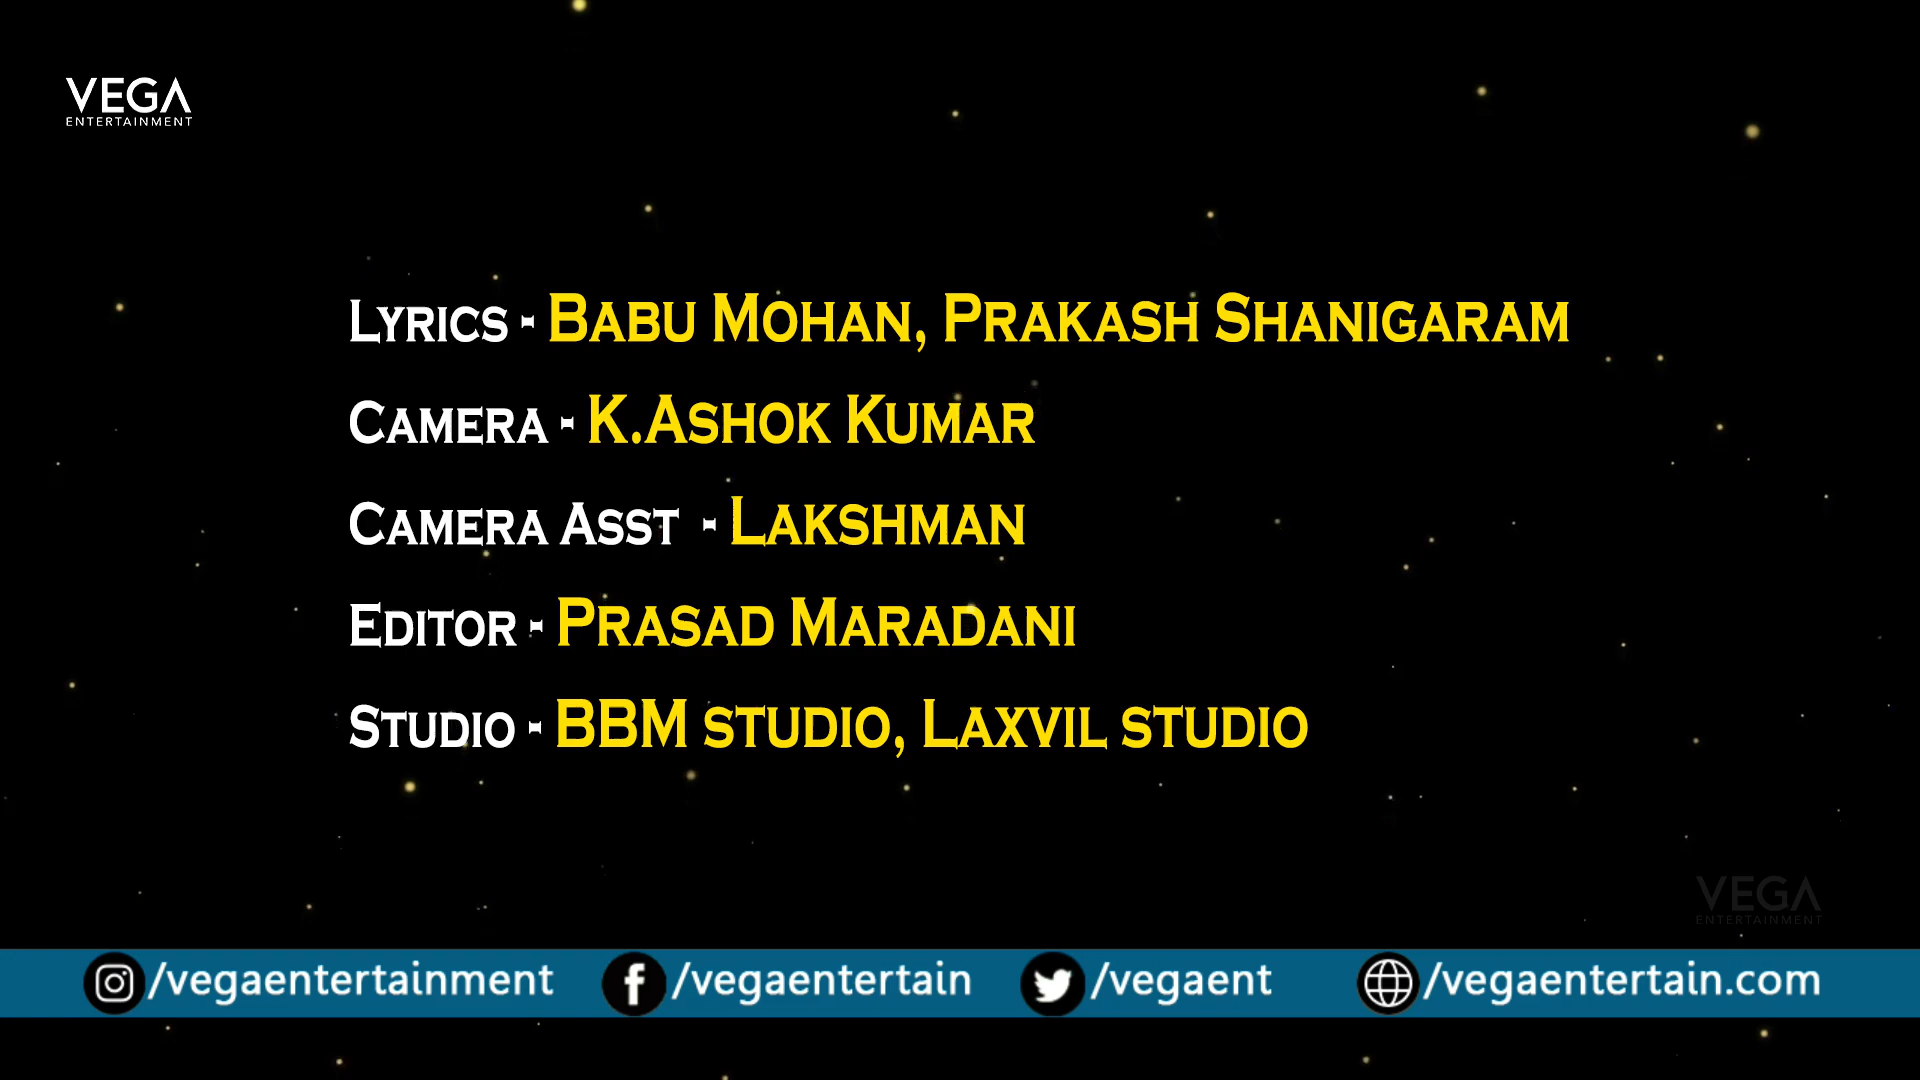 VEGA
ENTERTAINMENT
Lyrics - Babu Mohan, Prakash Shanigaram
Camera - K.Ashok Kumar
Camera Asst - Lakshman
Editor - Prasad Maradani
Studio - BBM studio, Laxvil studio
VEGA
ENTERTAINMENT
/vegaentertainment /vegaentertain /vegaent /vegaentertain.com